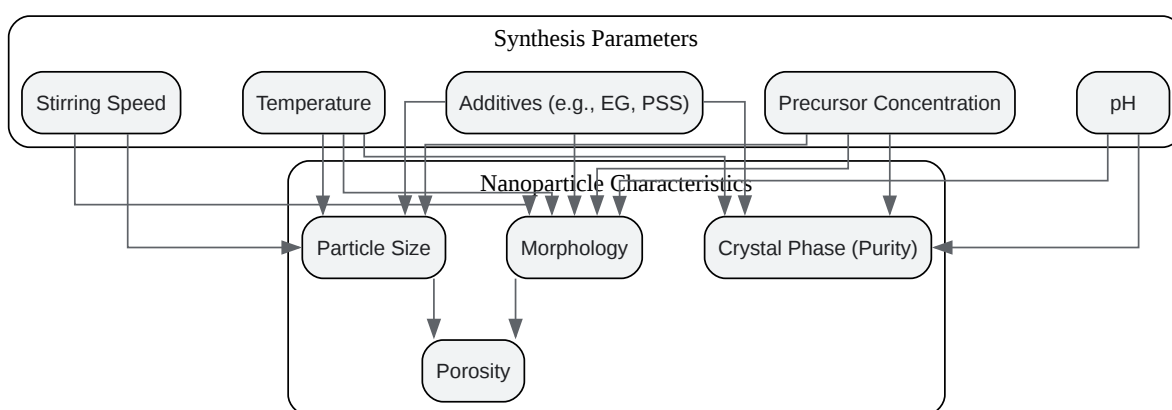 Synthesis Parameters
Stirring Speed
Temperature
Additives (e.g., EG, PSS)
Precursor Concentration
pH
Nanoparticle Characteristics
Particle Size
Morphology
Crystal Phase (Purity)
Porosity